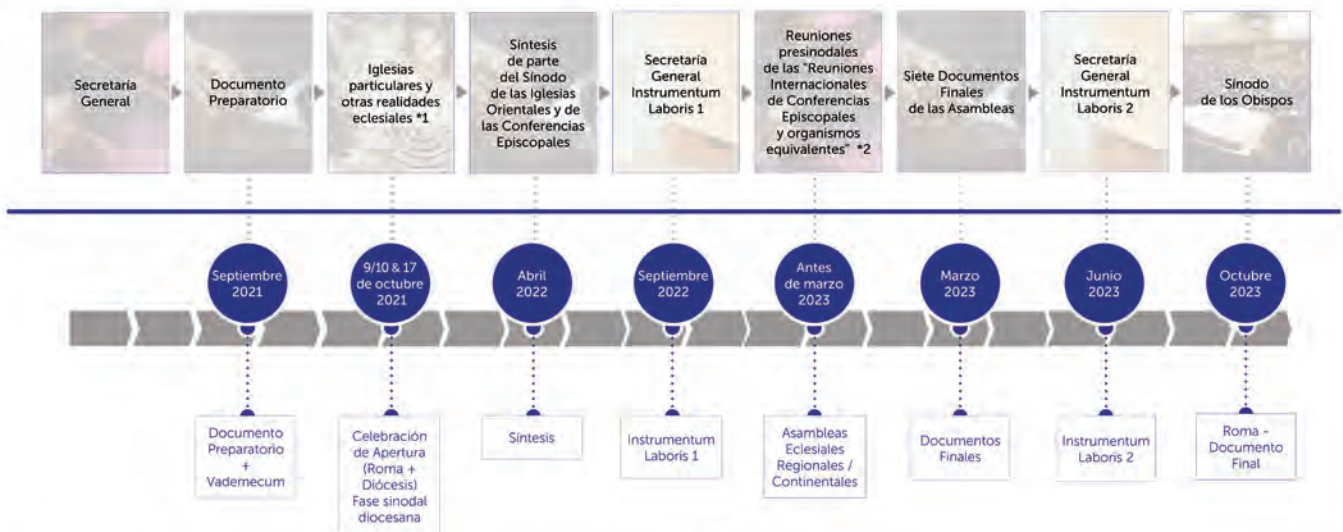 Secretaría
General
Documento
Preparatorio
Iglesias
particulares y
otras realidades
eclesiales *1
Síntesis
de parte
del Sínodo
de las Iglesias
Orientales y de
las Conferencias
Episcopales
Secretaría
General
Instrumentum
Laboris 1
Reuniones
presinodales
de las "Reuniones
Internacionales
de Conferencias
Episcopales
y organismos
equivalentes" *2
Siete Documentos
Finales
de las Asambleas
Secretaría
General
Instrumentum
Laboris 2
Sínodo
de los Obispos
Septiembre
2021
9/10 & 17
de octubre
2021
Abril
2022
Septiembre
2022
Antes
de marzo
2023
Marzo
2023
Junio
2023
Octubre
2023
Documento
Preparatorio
+
Vademecum
Celebración
de Apertura
(Roma +
Diócesis)
Fase sinodal
diocesana
Síntesis
Instrumentum
Laboris 1
Asambleas
Eclesiales
Regionales /
Continentales
Documentos
Finales
Instrumentum
Laboris 2
Roma -
Documento
Final